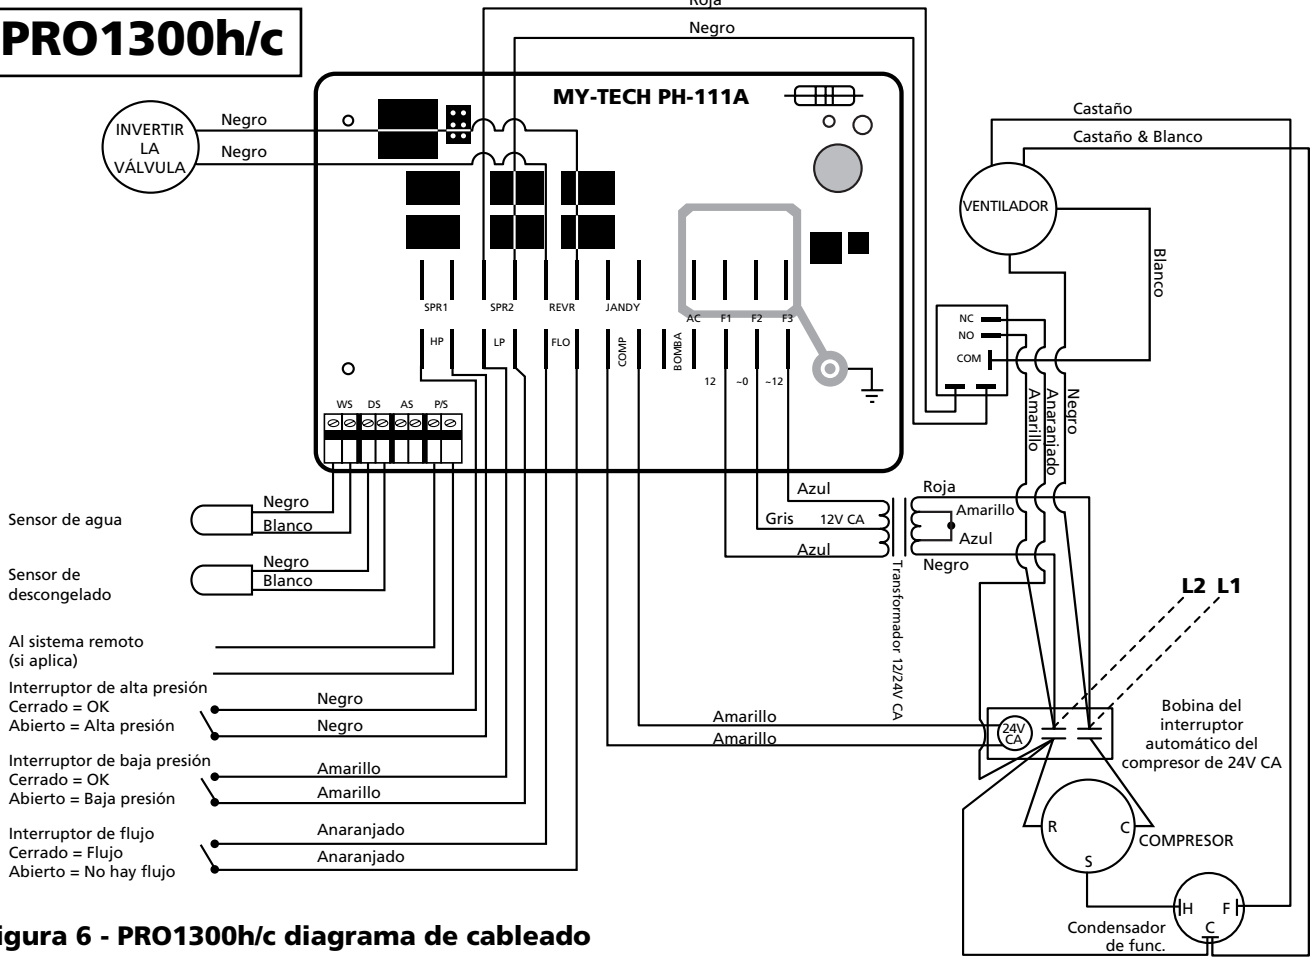 Roja
PRO1300h/c
Negro
MY-TECH PH-111A
Castaño
Castaño & Blanco
INVERTIR
LA
VÁLVULA
Negro
Negro
VENTILADOR
Blanco
SPR1
SPR2
REVR
JANDY
AC
F1
F2
F3
HP
LP
FLO
COMP
BOMBA
12
~0
~12
NC
NO
COM
Amarillo
Anaranjado
Negro
WS
DS
AS
P/S
Azul
Gris
12V CA
Azul
Roja
Amarillo
Azul
Negro
Transformador 12/24V CA
Sensor de agua
Negro
Blanco
Sensor de
descongelado
Negro
Blanco
L2 L1
Al sistema remoto
(si aplica)
Interruptor de alta presión
Cerrado = OK
Abierto = Alta presión
Negro
Negro
Amarillo
Amarillo
24V
CA
Bobina del
interruptor
automático del
compresor de 24V CA
Interruptor de baja presión
Cerrado = OK
Abierto = Baja presión
Amarillo
Amarillo
Interruptor de flujo
Cerrado = Flujo
Abierto = No hay flujo
Anaranjado
Anaranjado
R
C
S
COMPRESOR
H
F
C
Condensador
de func.
igura 6 - PRO1300h/c diagrama de cableado